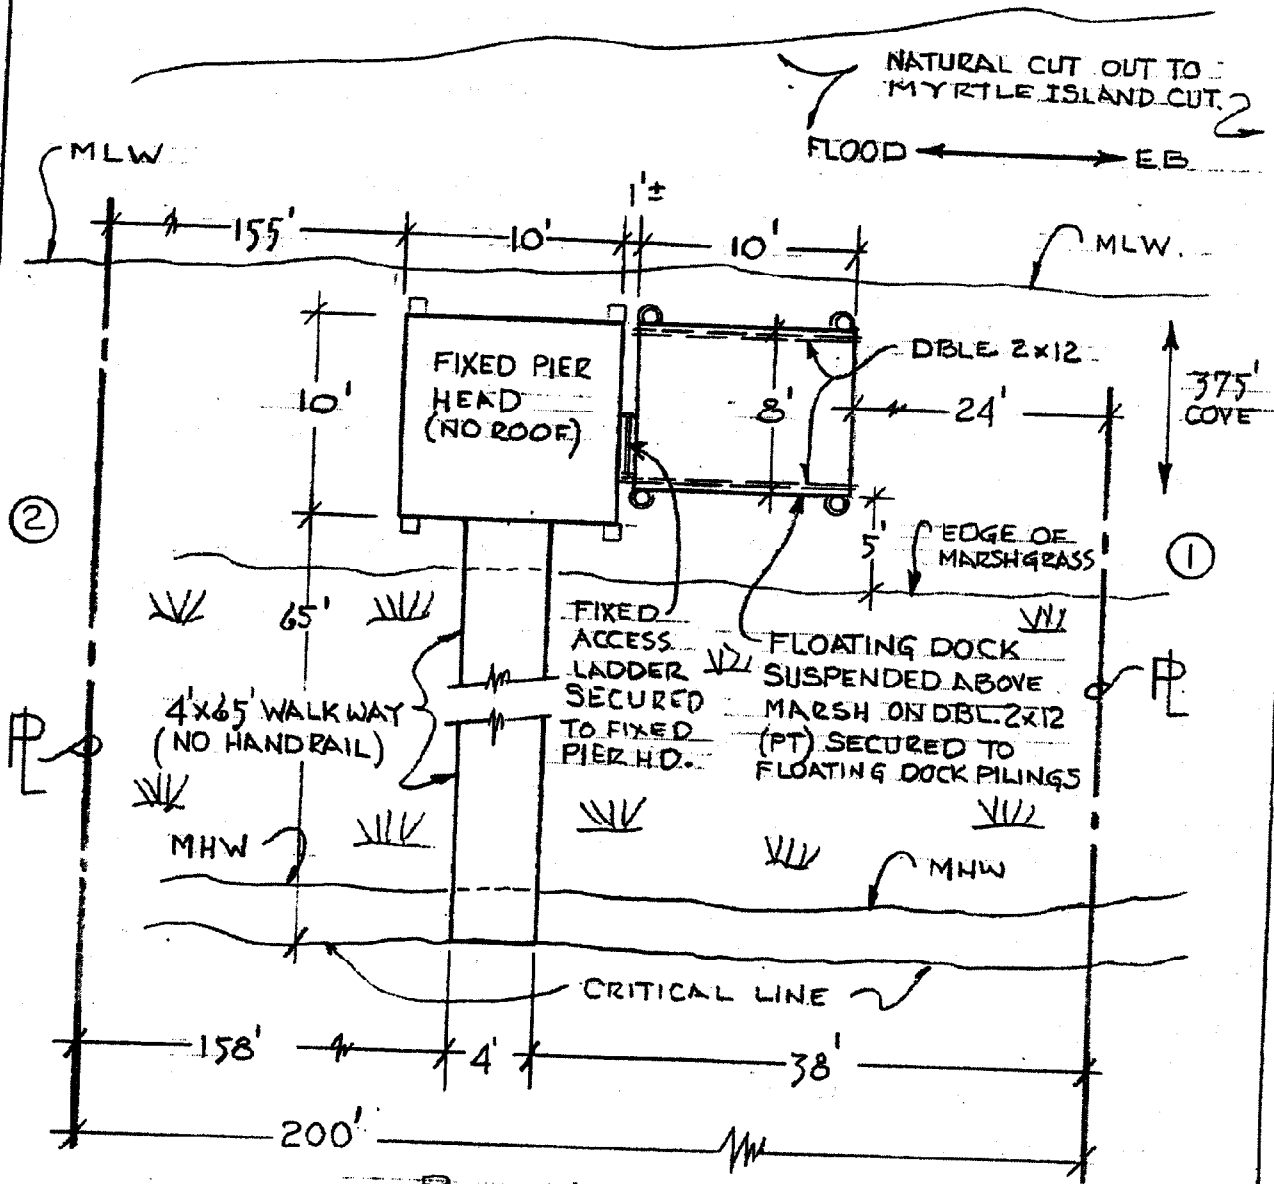 NATURAL CUT OUT TO
MYRTLE ISLAND CUT.
FLOOD
EB
MLW
1'±
155'
10'
10'
MLW.
FIXED PIER
HEAD
(NO ROOF)
10'
8'
DBLE 2x12
24'
375'
COVE
2
5'
EDGE OF
MARSHGRASS
1
65'
FIXED
ACCESS
LADDER
SECURED
TO FIXED
PIER HD.
FLOATING DOCK
SUSPENDED ABOVE
MARSH ON DBL. 2x12
(PT) SECURED TO
FLOATING DOCK PILINGS
PL
4'x65' WALKWAY
(NO HANDRAIL)
PL
MHW
MHW
CRITICAL LINE
158'
4'
38'
200'